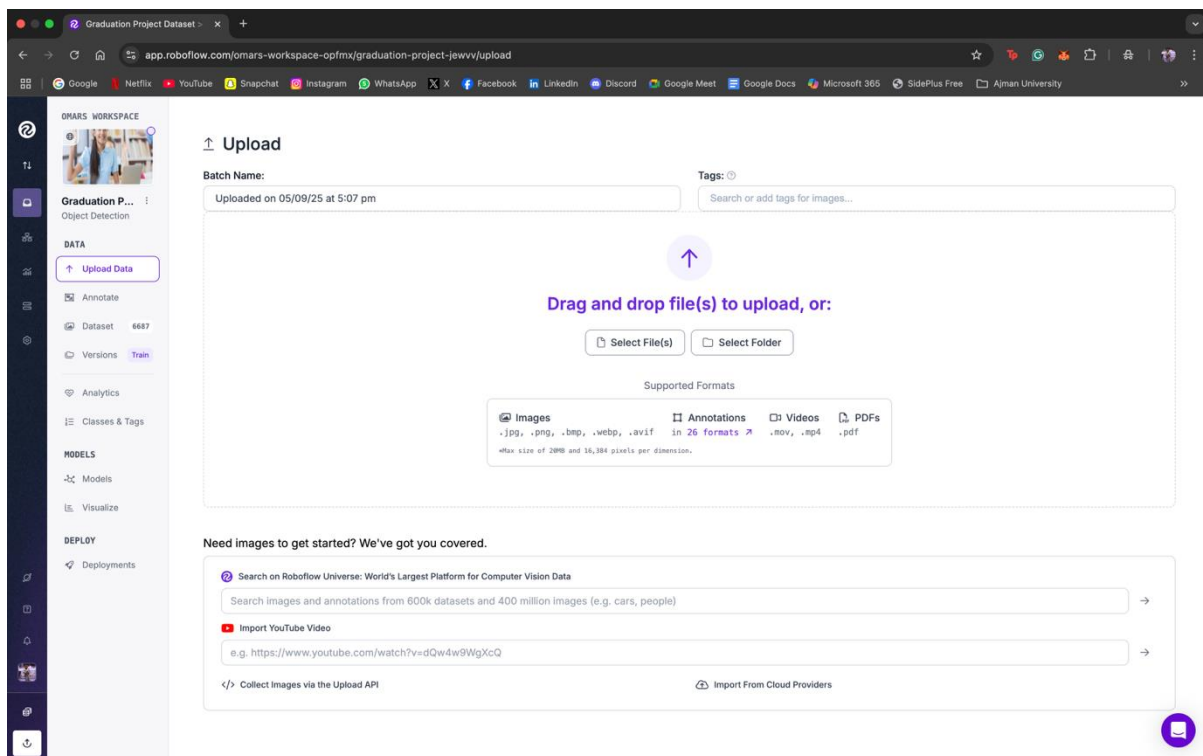 Graduation Project Dataset >
app.roboflow.com/omars-workspace-opfmx/graduation-project-jewvv/upload
Google Netflix YouTube Snapchat Instagram WhatsApp X Facebook LinkedIn Discord Google Meet Google Docs Microsoft 365 SidePlus Free Ajman University
OMARS WORKSPACE
Graduation P...
Object Detection
DATA
Upload Data
Annotate
Dataset 6687
Versions Train
Analytics
Classes & Tags
MODELS
Models
Visualize
DEPLOY
Deployments
Upload
Batch Name: Tags:
Uploaded on 05/09/25 at 5:07 pm Search or add tags for images...
Drag and drop file(s) to upload, or:
Select File(s) Select Folder
Supported Formats
Images Annotations Videos PDFs
.jpg, .png, .bmp, .webp, .avif in 26 formats .mov, .mp4 .pdf
*Max size of 20MB and 16,384 pixels per dimension.
Need images to get started? We've got you covered.
Search on Roboflow Universe: World's Largest Platform for Computer Vision Data
Search images and annotations from 600k datasets and 400 million images (e.g. cars, people)
Import YouTube Video
e.g. https://www.youtube.com/watch?v=dQw4w9WgXcQ
</> Collect Images via the Upload API Import From Cloud Providers